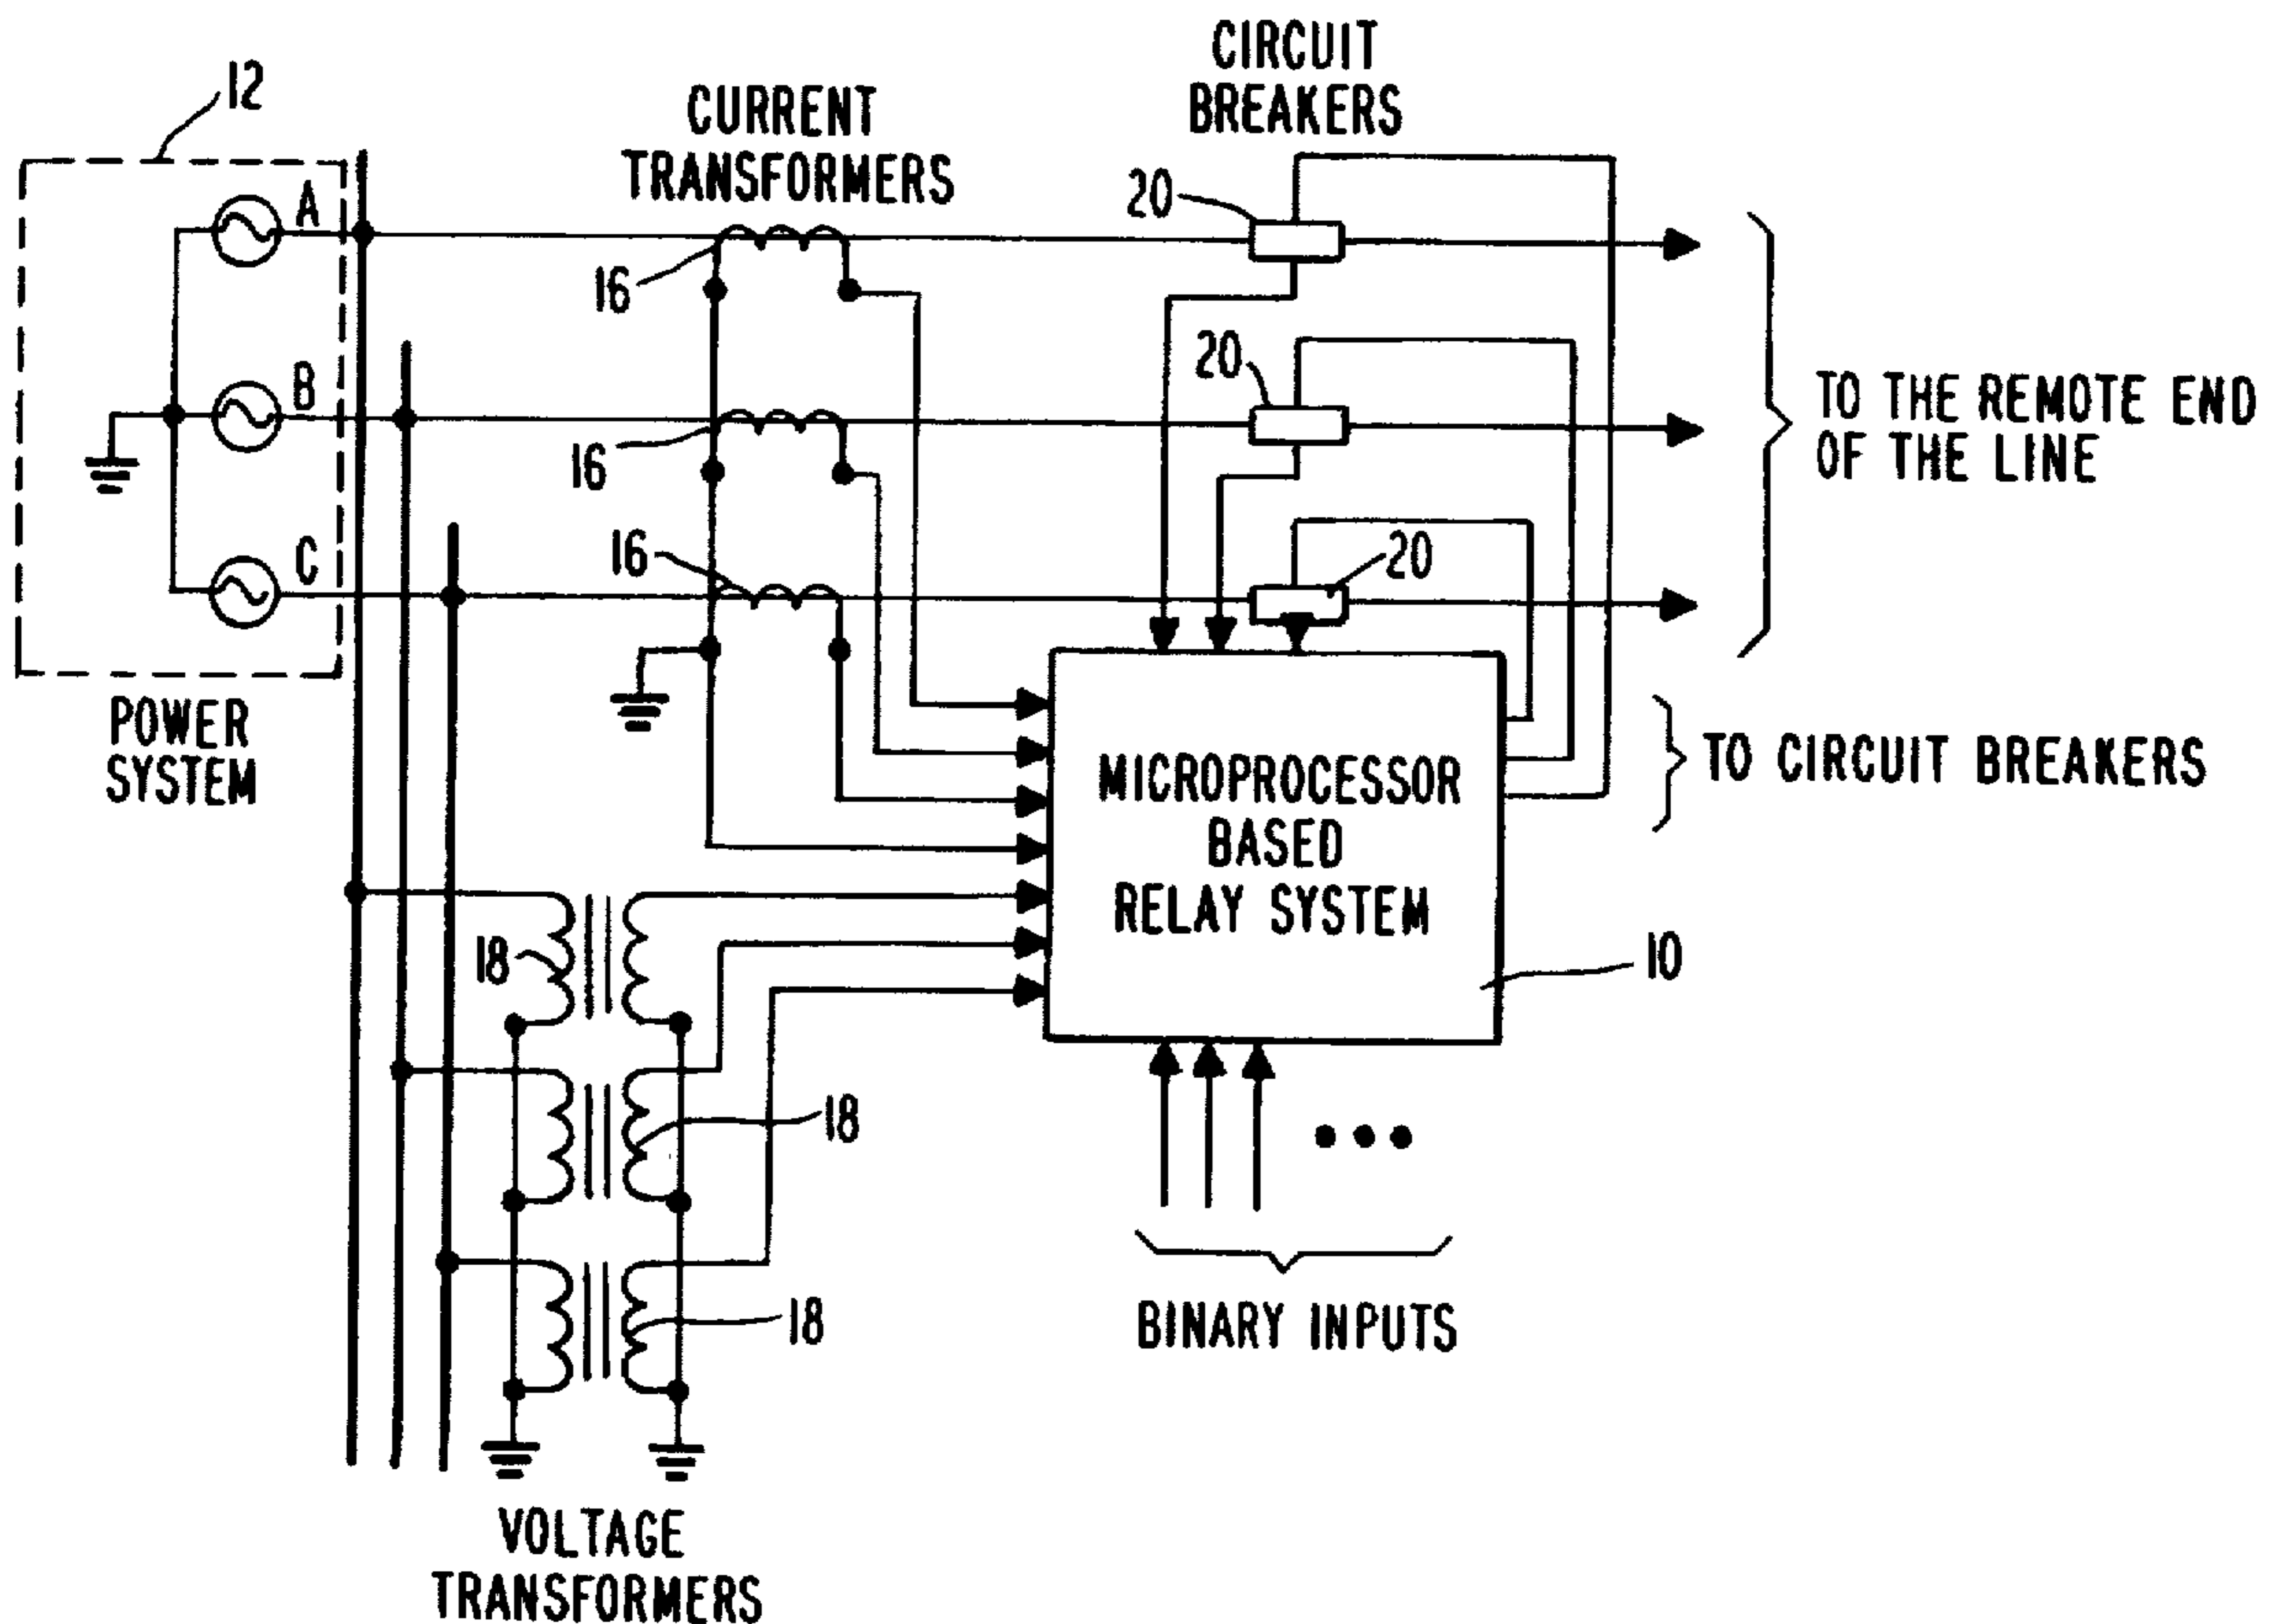 12
CURRENT
TRANSFORMERS
CIRCUIT
BREAKERS
A
B
C
POWER
SYSTEM
16
16
16
20
20
20
TO THE REMOTE END
OF THE LINE
TO CIRCUIT BREAKERS
MICROPROCESSOR
BASED
RELAY SYSTEM
10
18
18
18
BINARY INPUTS
VOLTAGE
TRANSFORMERS